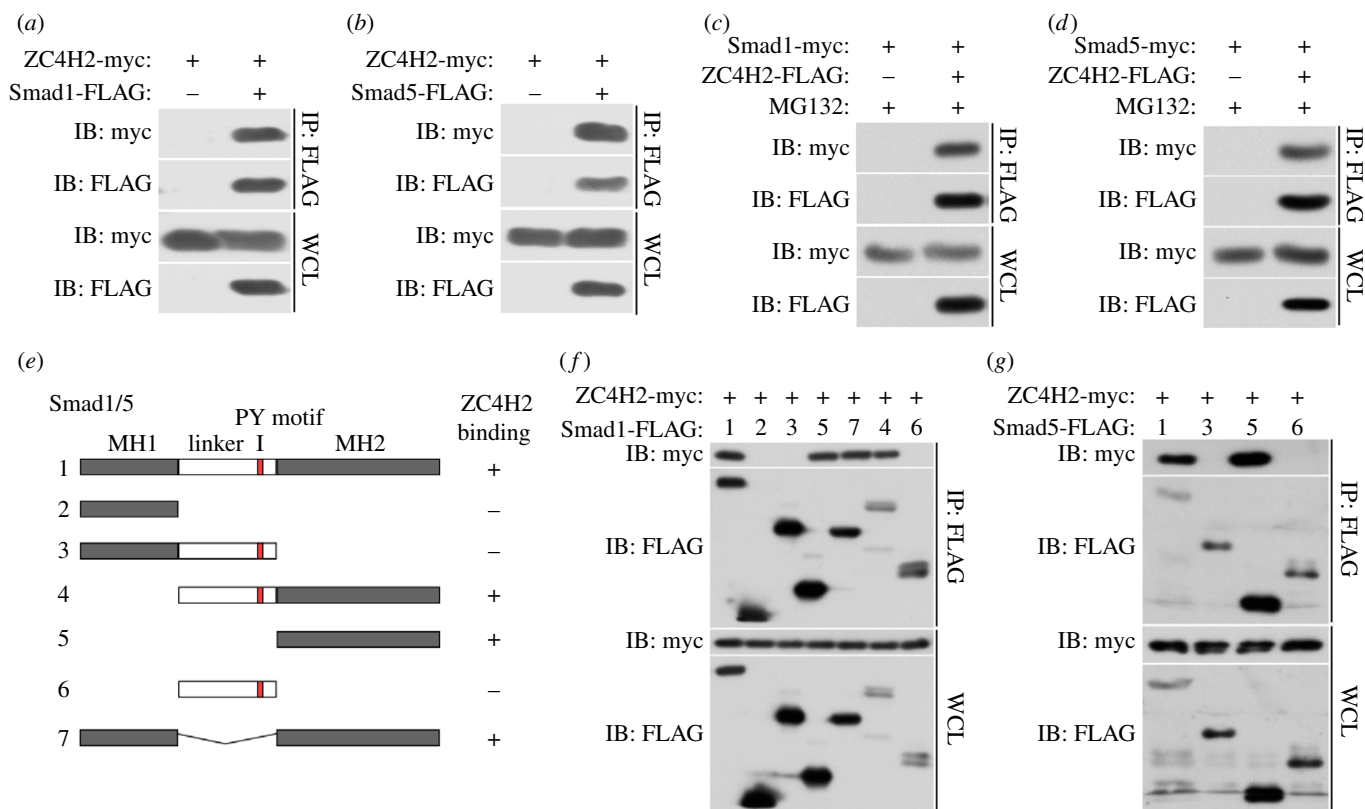 (a)
ZC4H2-myc: + +
Smad1-FLAG: – +
IB: myc
IB: FLAG
IP: FLAG
IB: myc
IB: FLAG
WCL
(b)
ZC4H2-myc: + +
Smad5-FLAG: – +
IB: myc
IB: FLAG
IP: FLAG
IB: myc
IB: FLAG
WCL
(c)
Smad1-myc: + +
ZC4H2-FLAG: – +
MG132: + +
IB: myc
IB: FLAG
IP: FLAG
IB: myc
IB: FLAG
WCL
(d)
Smad5-myc: + +
ZC4H2-FLAG: – +
MG132: + +
IB: myc
IB: FLAG
IP: FLAG
IB: myc
IB: FLAG
WCL
(e)
Smad1/5
PY motif
ZC4H2
MH1 linker I MH2 binding
1 +
2 –
3 –
4 +
5 +
6 –
7 +
(f)
ZC4H2-myc: + + + + + + +
Smad1-FLAG: 1 2 3 5 7 4 6
IB: myc
IB: FLAG
IP: FLAG
IB: myc
IB: FLAG
WCL
(g)
ZC4H2-myc: + + + +
Smad5-FLAG: 1 3 5 6
IB: myc
IB: FLAG
IP: FLAG
IB: myc
IB: FLAG
WCL